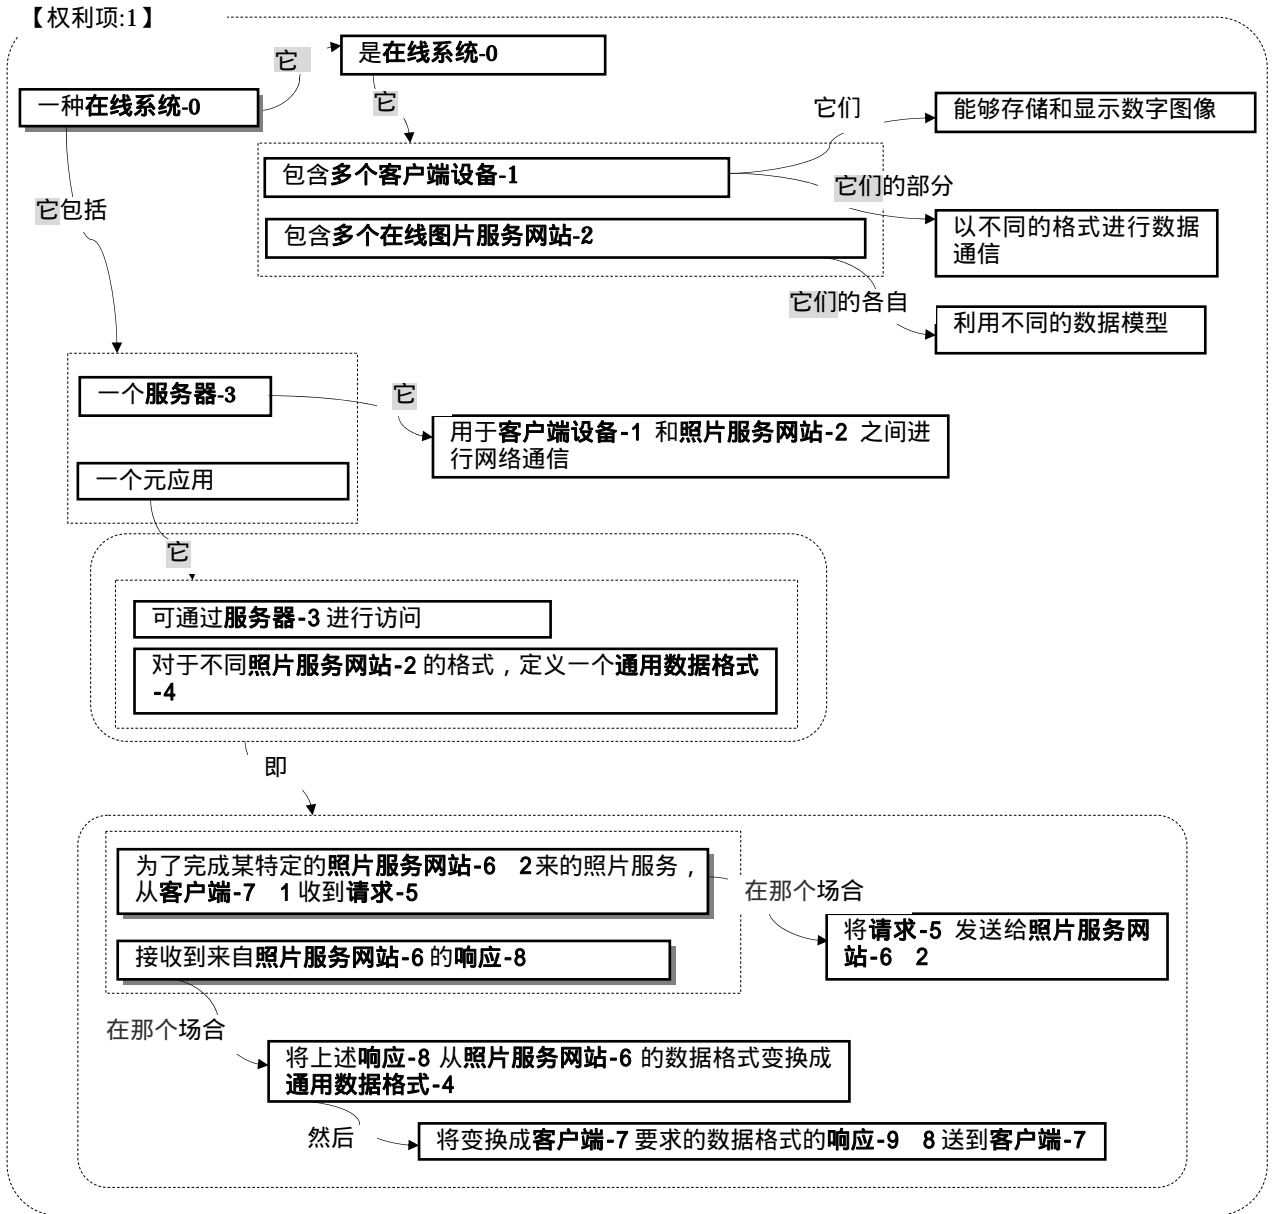 【权利项:1】
它
是在线系统-0
一种在线系统-0
它
它们
能够存储和显示数字图像
包含多个客户端设备-1
它们的部分
它包括
包含多个在线图片服务网站-2
以不同的格式进行数据
通信
它们的各自
利用不同的数据模型
一个服务器-3
它
用于客户端设备-1 和照片服务网站-2 之间进
行网络通信
一个元应用
它
可通过服务器-3 进行访问
对于不同照片服务网站-2 的格式，定义一个通用数据格式
-4
即
为了完成某特定的照片服务网站-6 2来的照片服务，
从客户端-7 1 收到请求-5
在那个场合
将请求-5 发送给照片服务网
站-6 2
接收到来自照片服务网站-6 的响应-8
在那个场合
将上述响应-8 从照片服务网站-6 的数据格式变换成
通用数据格式-4
然后
将变换成客户端-7 要求的数据格式的响应-9 8 送到客户端-7